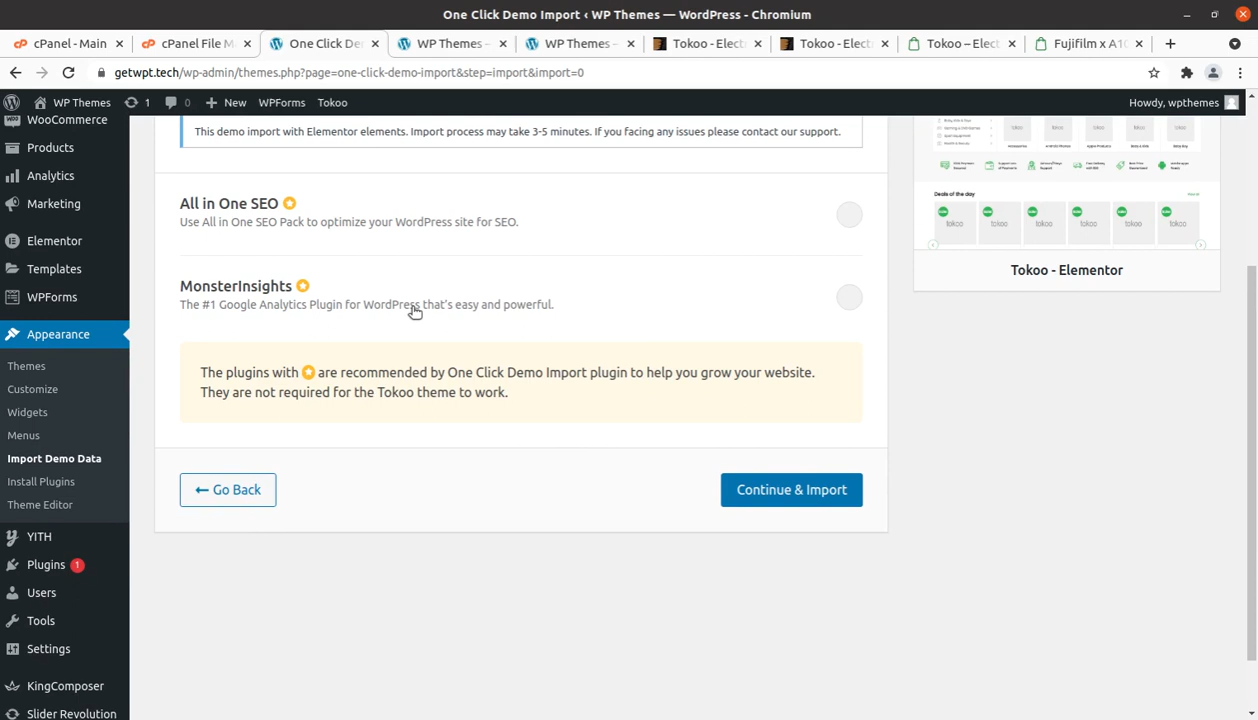 One Click Demo Import ‹ WP Themes — WordPress - Chromium
cPanel - Main
cPanel File M
One Click De
WP Themes –
WP Themes –
Tokoo - Elect
Tokoo - Elect
Tokoo – Elect
Fujifilm x A10
getwpt.tech/wp-admin/themes.php?page=one-click-demo-import&step=import&import=0
WP Themes
1
0
New
WPForms
Tokoo
Howdy, wpthemes
WooCommerce
Products
Analytics
Marketing
Elementor
Templates
WPForms
Appearance
Themes
Customize
Widgets
Menus
Import Demo Data
Install Plugins
Theme Editor
YITH
Plugins 1
Users
Tools
Settings
KingComposer
Slider Revolution
This demo import with Elementor elements. Import process may take 3-5 minutes. If you facing any issues please contact our support.
All in One SEO
Use All in One SEO Pack to optimize your WordPress site for SEO.
MonsterInsights
The #1 Google Analytics Plugin for WordPress that's easy and powerful.
The plugins with are recommended by One Click Demo Import plugin to help you grow your website.
They are not required for the Tokoo theme to work.
Go Back
Continue & Import
Deals of the day
tokoo tokoo tokoo tokoo tokoo tokoo
Tokoo - Elementor